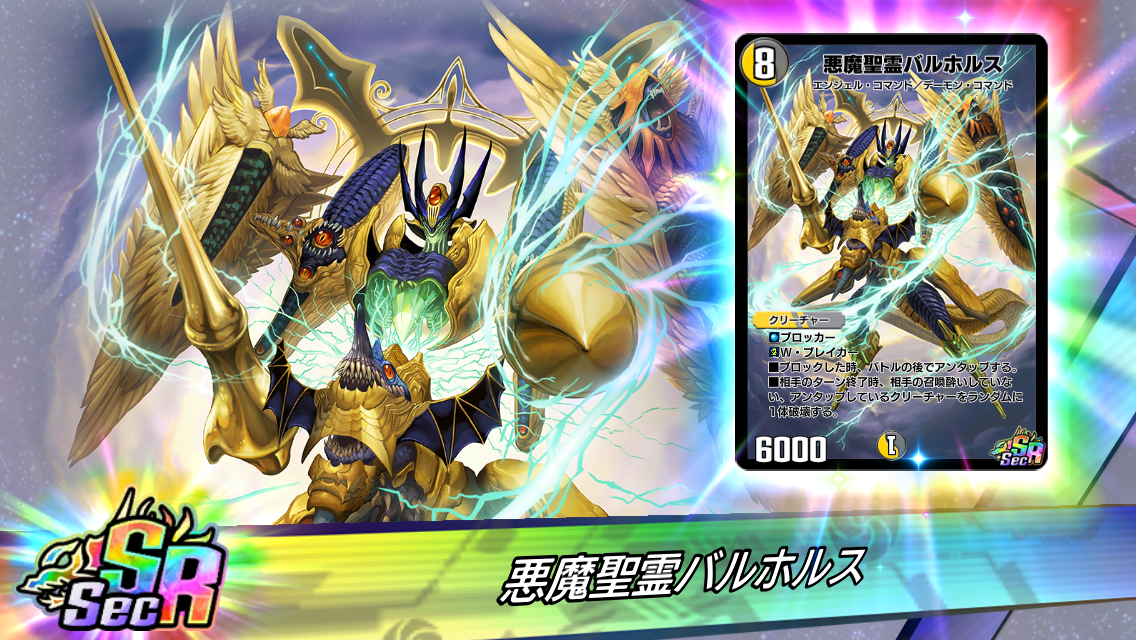 8
悪魔聖霊バルホルス
エンジェル・コマンド／デーモン・コマンド
クリーチャー
ブロッカー
W・ブレイカー
■ブロックした時、バトルの後でアンタップする。
■相手のターン終了時、相手の召喚酔いしていな
い、アンタップしているクリーチャーをランダムに
1体破壊する。
6000
1
SR
Sec
SR
Sec
悪魔聖霊バルホルス